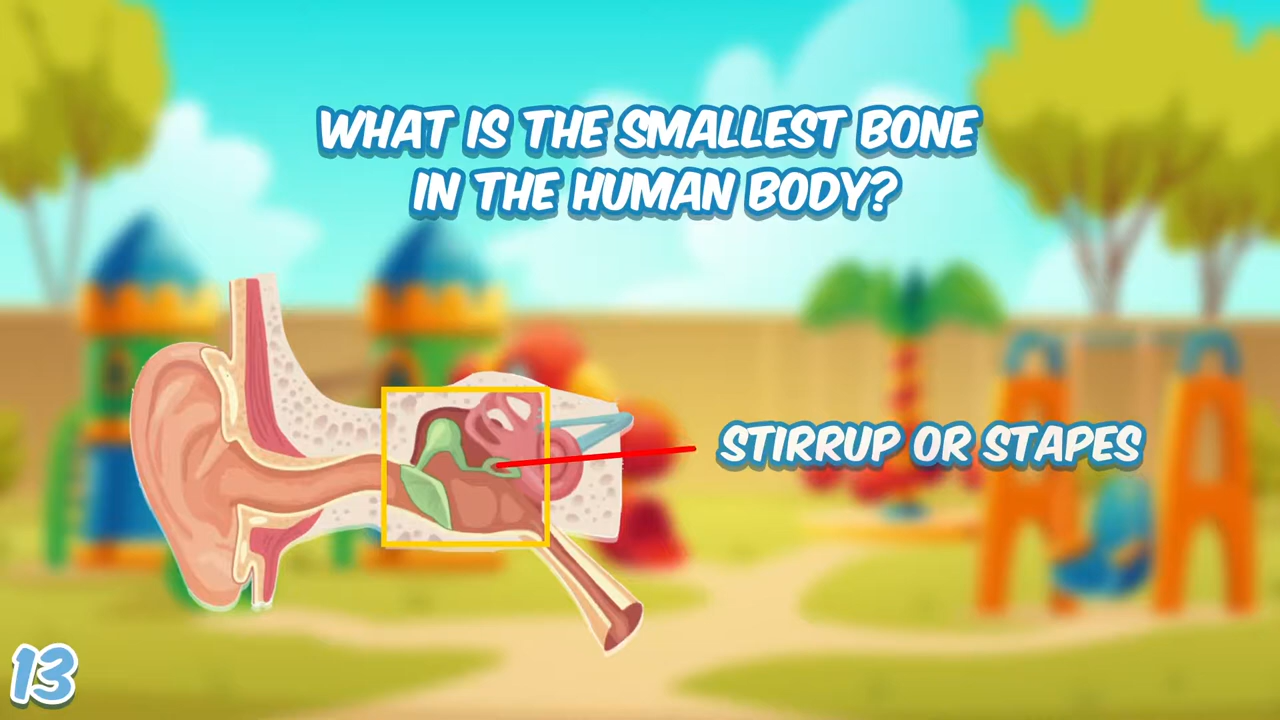 WHAT IS THE SMALLEST BONE
IN THE HUMAN BODY?
STIRRUP OR STAPES
13